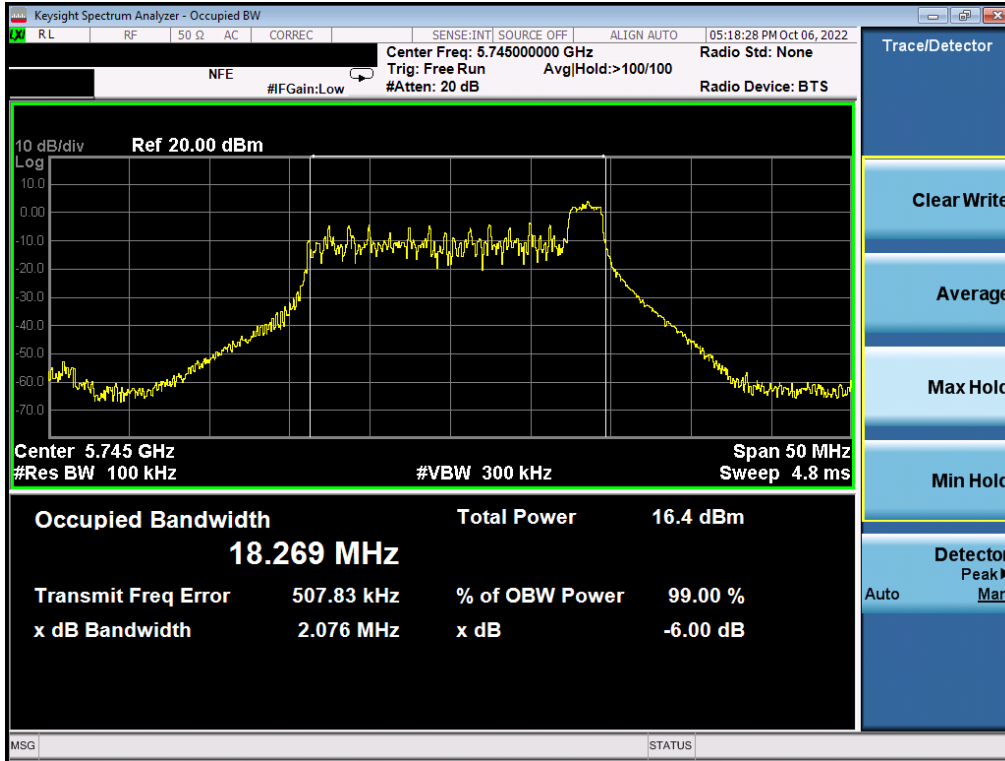 Keysight Spectrum Analyzer - Occupied BW
LXI RL RF 50 Ω AC CORREC SENSE:INT SOURCE OFF ALIGN AUTO 05:18:28 PM Oct 06, 2022
Center Freq: 5.745000000 GHz Radio Std: None
NFE Trig: Free Run Avg|Hold:>100/100
#IFGain:Low #Atten: 20 dB Radio Device: BTS
10 dB/div Ref 20.00 dBm
Log
10.0
0.00
-10.0
-20.0
-30.0
-40.0
-50.0
-60.0
-70.0
Center 5.745 GHz Span 50 MHz
#Res BW 100 kHz #VBW 300 kHz Sweep 4.8 ms
Occupied Bandwidth Total Power 16.4 dBm
18.269 MHz
Transmit Freq Error 507.83 kHz % of OBW Power 99.00 %
x dB Bandwidth 2.076 MHz x dB -6.00 dB
MSG STATUS
Trace/Detector
Clear Write
Average
Max Hold
Min Hold
Detector
Peak▶
Auto Man